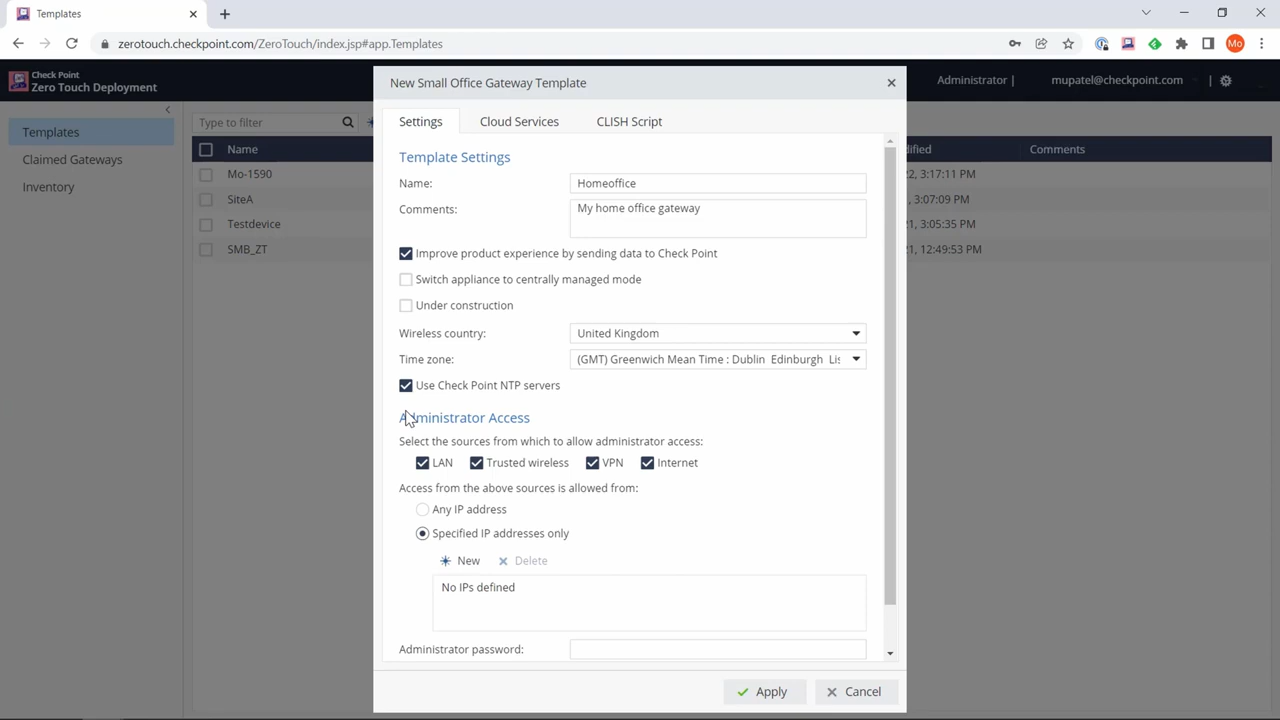 Templates
zerotouch.checkpoint.com/ZeroTouch/index.jsp#app.Templates
Mo
Check Point
Zero Touch Deployment
Administrator |
mupatel@checkpoint.com
|
Templates
Claimed Gateways
Inventory
Type to filter
Name
dified
Comments
Mo-1590
22, 3:17:11 PM
SiteA
, 3:07:09 PM
Testdevice
21, 3:05:35 PM
SMB_ZT
21, 12:49:53 PM
New Small Office Gateway Template
Settings
Cloud Services
CLISH Script
Template Settings
Name:
Homeoffice
Comments:
My home office gateway
Improve product experience by sending data to Check Point
Switch appliance to centrally managed mode
Under construction
Wireless country:
United Kingdom
Time zone:
(GMT) Greenwich Mean Time : Dublin Edinburgh Lis
Use Check Point NTP servers
Administrator Access
Select the sources from which to allow administrator access:
LAN
Trusted wireless
VPN
Internet
Access from the above sources is allowed from:
Any IP address
Specified IP addresses only
New
Delete
No IPs defined
Administrator password:
Apply
Cancel